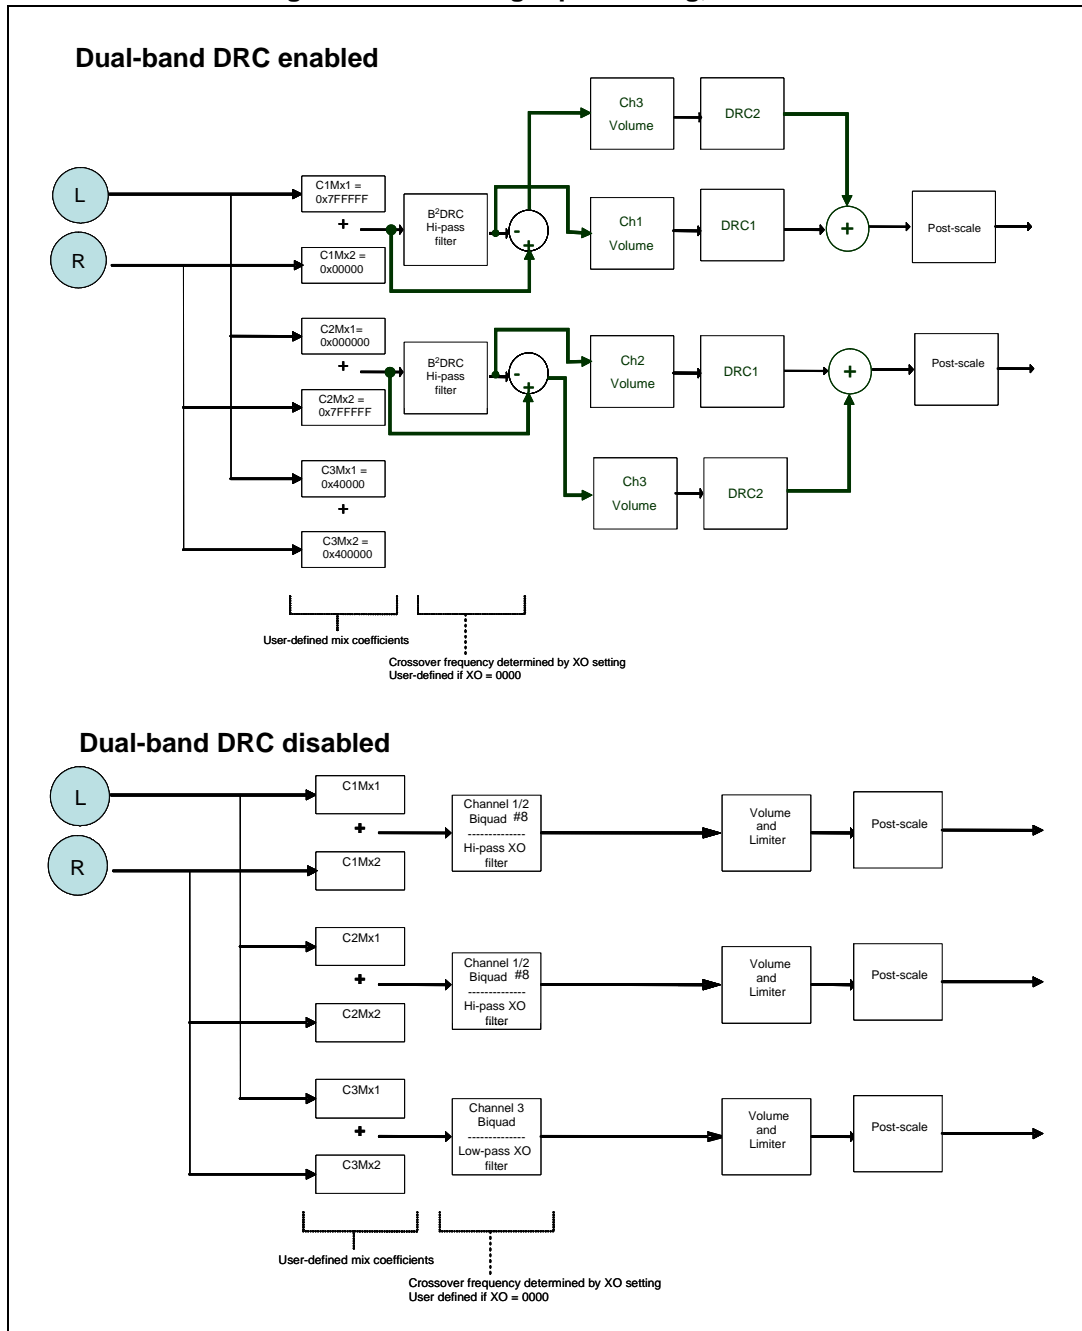 Dual-band DRC enabled
L
R
C1Mx1 =
0x7FFFFF
+
C1Mx2 =
0x00000
C2Mx1=
0x000000
+
C2Mx2 =
0x7FFFFF
C3Mx1 =
0x40000
+
C3Mx2 =
0x400000
B²DRC
Hi-pass
filter
-
+
Ch3
Volume
DRC2
Ch1
Volume
DRC1
+
Post-scale
B²DRC
Hi-pass
filter
-
+
Ch2
Volume
DRC1
+
Post-scale
Ch3
Volume
DRC2
User-defined mix coefficients
Crossover frequency determined by XO setting
User-defined if XO = 0000
Dual-band DRC disabled
L
R
C1Mx1
+
C1Mx2
Channel 1/2
Biquad #8
--------------
Hi-pass XO
filter
Volume
and
Limiter
Post-scale
C2Mx1
+
C2Mx2
Channel 1/2
Biquad #8
--------------
Hi-pass XO
filter
Volume
and
Limiter
Post-scale
C3Mx1
+
C3Mx2
Channel 3
Biquad
--------------
Low-pass XO
filter
Volume
and
Limiter
Post-scale
User-defined mix coefficients
Crossover frequency determined by XO setting
User defined if XO = 0000